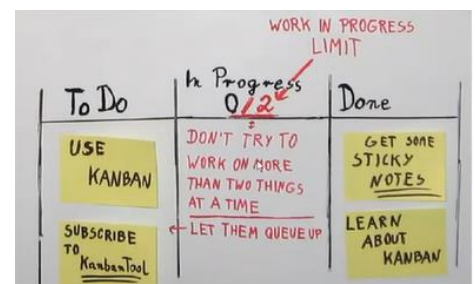 WORK IN PROGRESS
LIMIT
To Do
In Progress
0/2
Done
USE
KANBAN
SUBSCRIBE
TO
KanbanTool
DON'T TRY TO
WORK ON MORE
THAN TWO THINGS
AT A TIME
← LET THEM QUEUE UP
GET SOME
STICKY
NOTES
LEARN
ABOUT
KANBAN